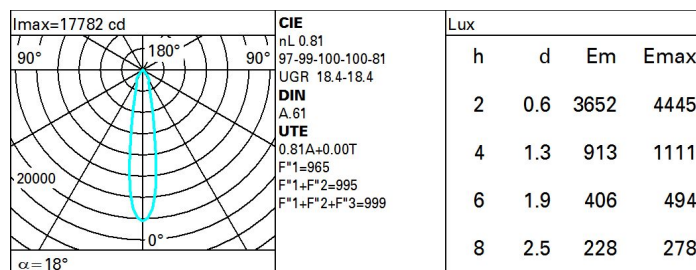 Imax=17782 cd
90° 180° 90°
20000
0°
α=18°
CIE
nL 0.81
97-99-100-100-81
UGR 18.4-18.4
DIN
A.61
UTE
0.81A+0.00T
F"1=965
F"1+F"2=995
F"1+F"2+F"3=999
Lux
h d Em Emax
2 0.6 3652 4445
4 1.3 913 1111
6 1.9 406 494
8 2.5 228 278